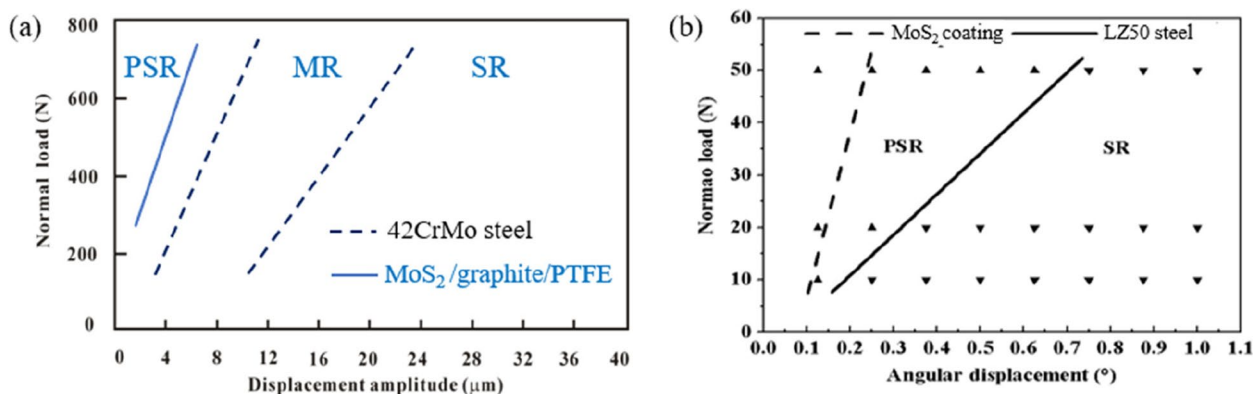 (a)
800
600
400
200
0
Normal load (N)
PSR MR SR
42CrMo steel
MoS2/graphite/PTFE
0 4 8 12 16 20 24 28 32 36 40
Displacement amplitude (μm)
(b)
60
50
40
30
20
10
0
Normao load (N)
MoS2 coating LZ50 steel
PSR SR
0.0 0.1 0.2 0.3 0.4 0.5 0.6 0.7 0.8 0.9 1.0 1.1
Angular displacement (°)